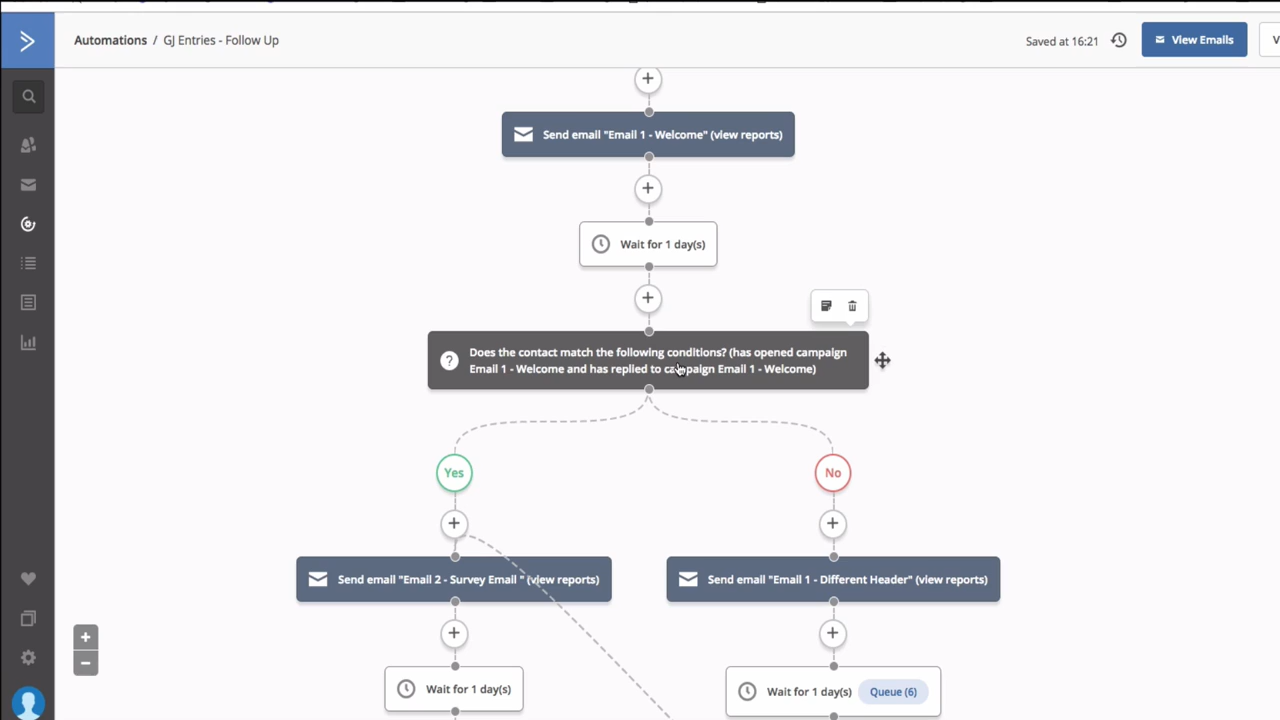 Automations / GJ Entries - Follow Up
Saved at 16:21
View Emails
V
Send email "Email 1 - Welcome" (view reports)
Wait for 1 day(s)
Does the contact match the following conditions? (has opened campaign
Email 1 - Welcome and has replied to campaign Email 1 - Welcome)
Yes
No
Send email "Email 2 - Survey Email " (view reports)
Send email "Email 1 - Different Header" (view reports)
Wait for 1 day(s)
Wait for 1 day(s) Queue (6)